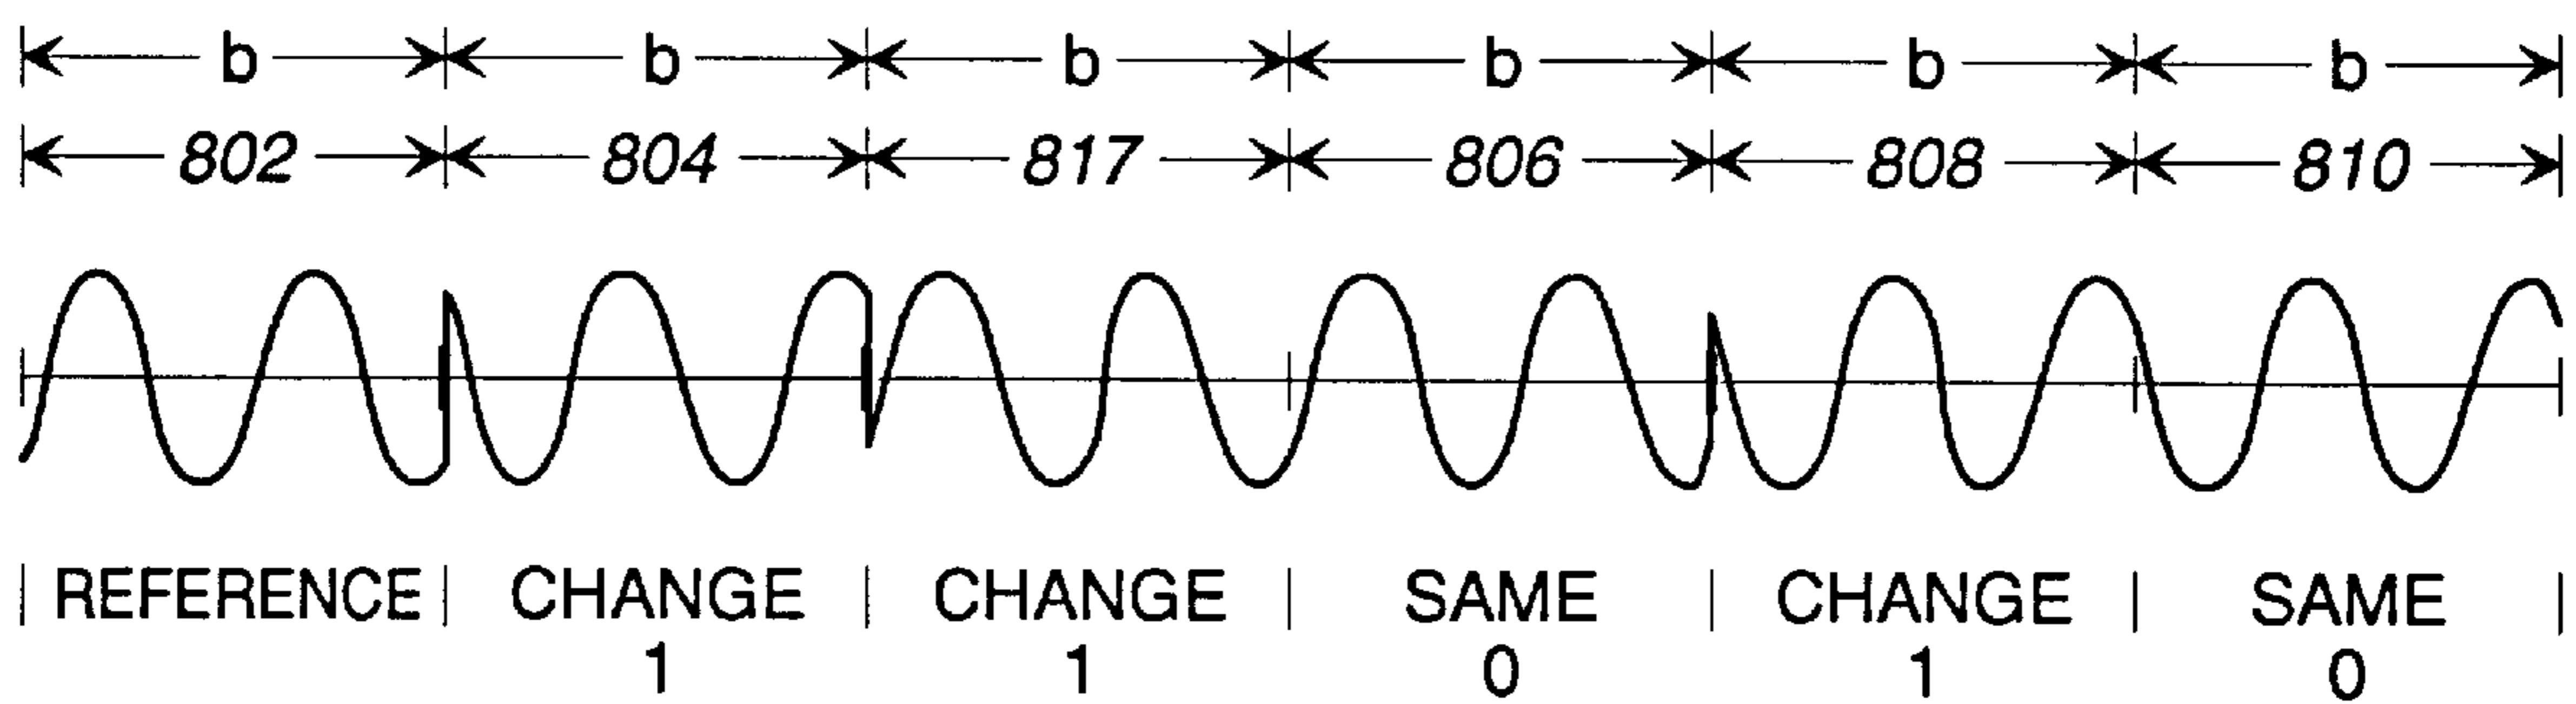 b b b b b b
802 804 817 806 808 810
REFERENCE CHANGE CHANGE SAME CHANGE SAME
1 1 0 1 0